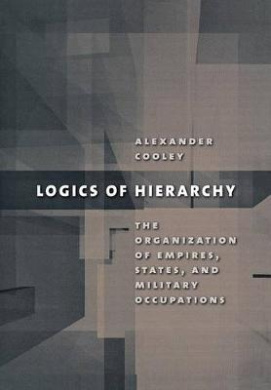 ALEXANDER
COOLEY
LOGICS OF HIERARCHY
THE
ORGANIZATION
OF EMPIRES,
STATES, AND
MILITARY
OCCUPATIONS